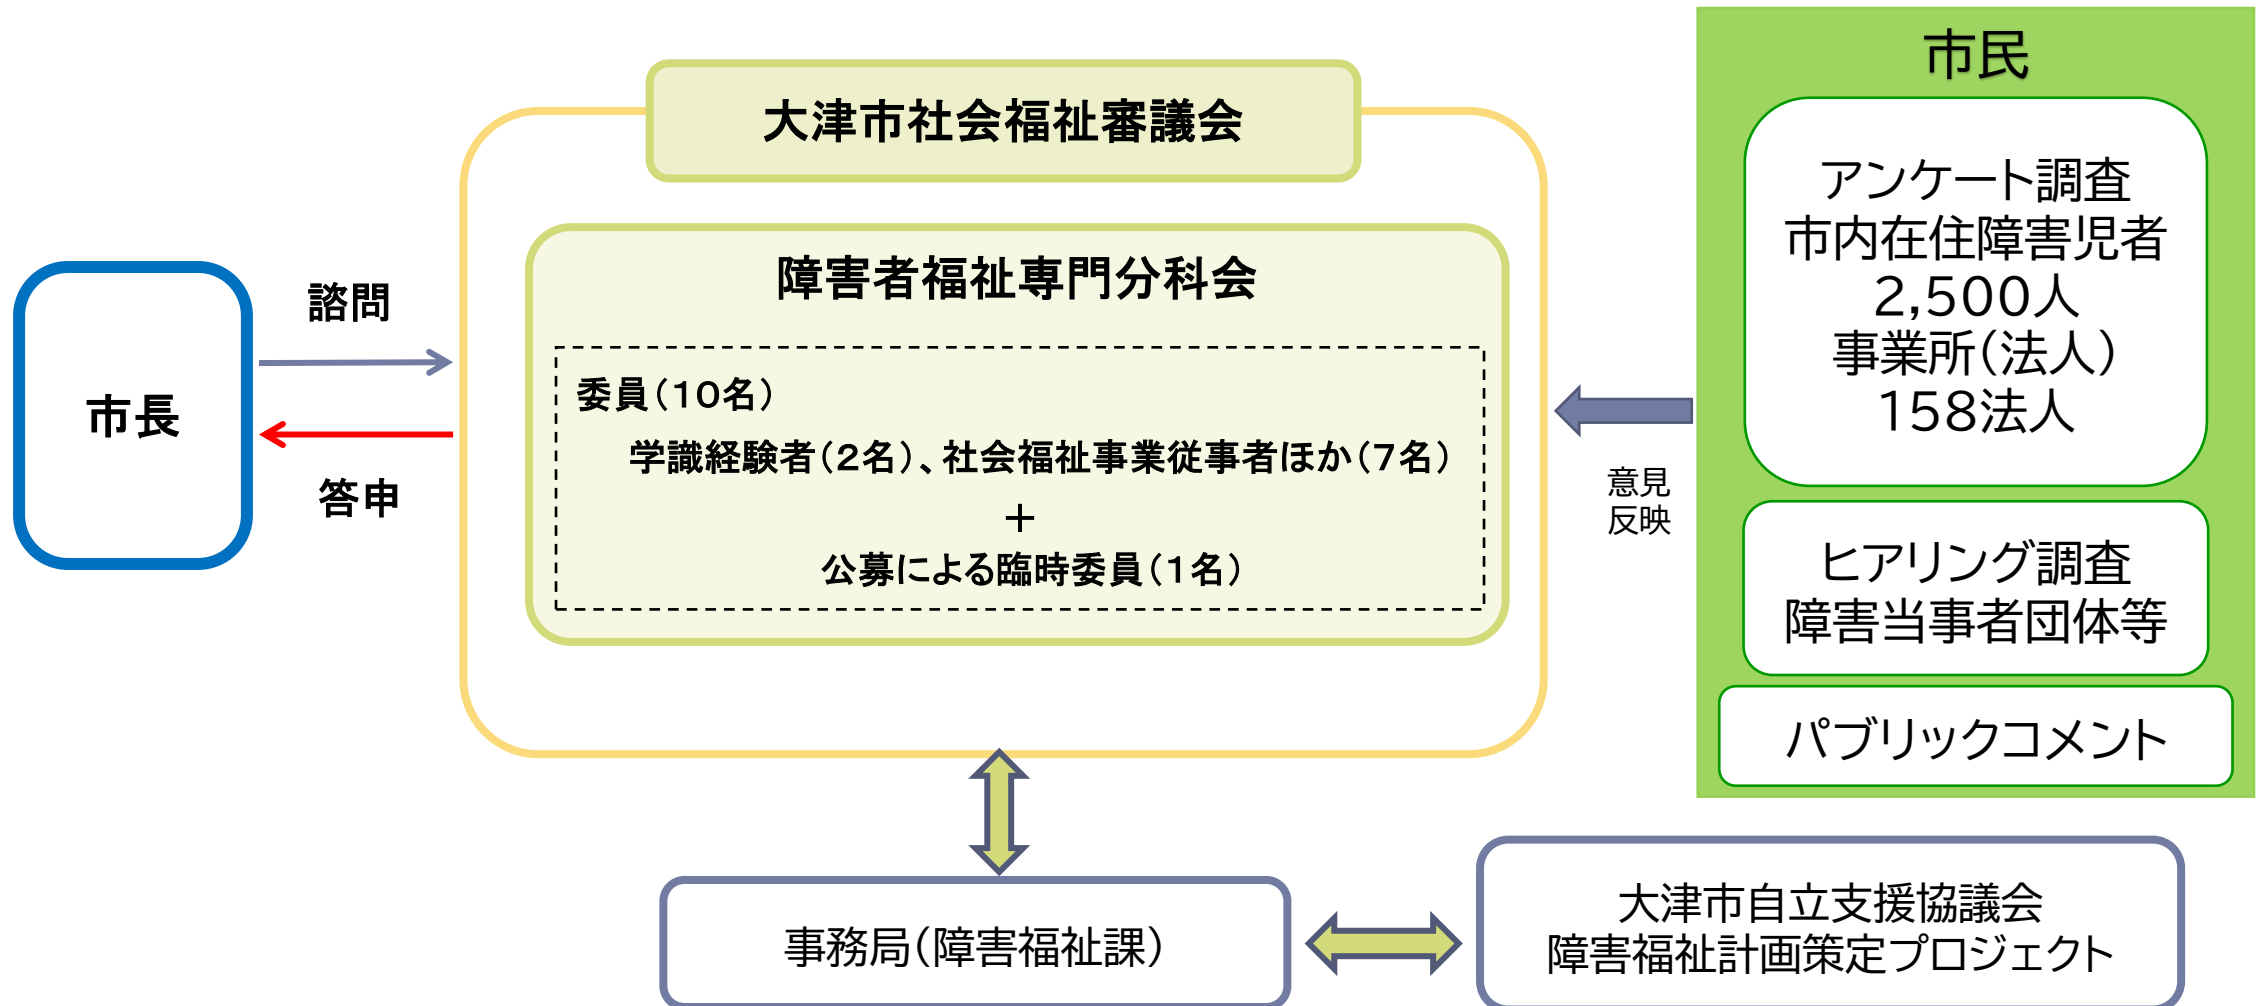 大津市社会福祉審議会
障害者福祉専門分科会
委員（10名）
学識経験者（2名）、社会福祉事業従事者ほか（7名）
＋
公募による臨時委員（1名）
市長
諮問
答申
意見
反映
市民
アンケート調査
市内在住障害児者
2,500人
事業所（法人）
158法人
ヒアリング調査
障害当事者団体等
パブリックコメント
事務局（障害福祉課）
大津市自立支援協議会
障害福祉計画策定プロジェクト